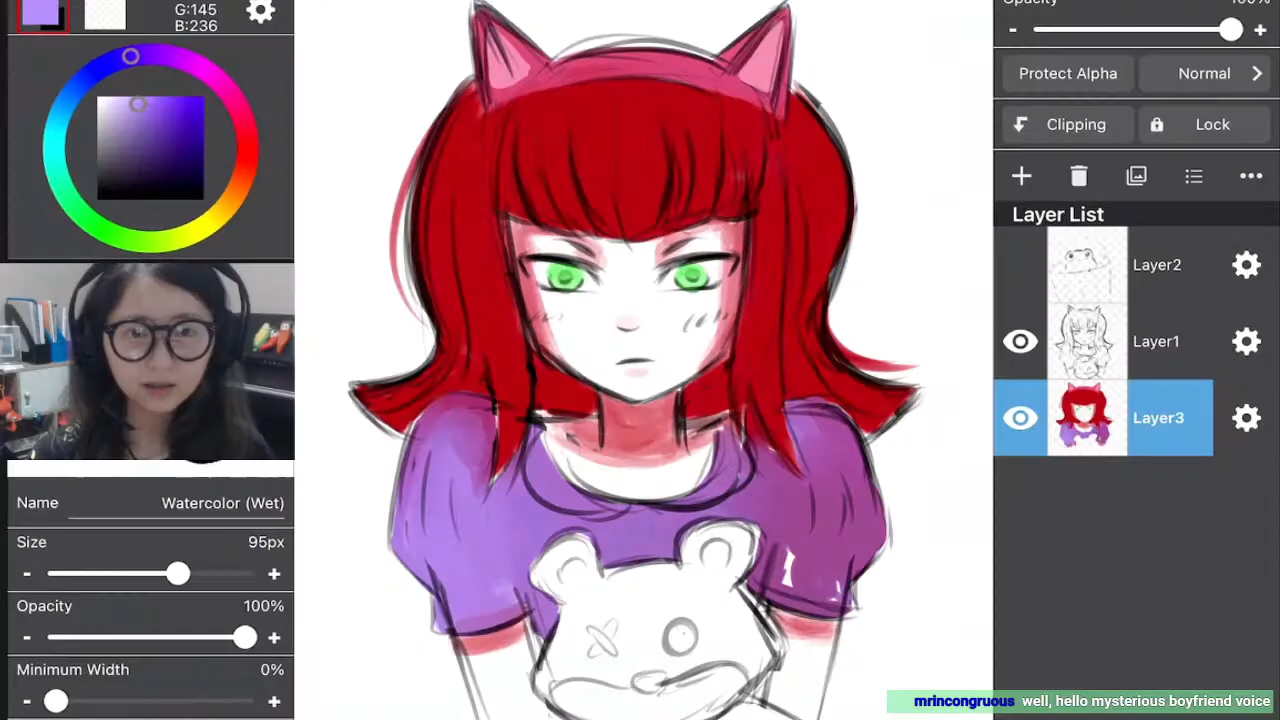 G:145
B:236
Name Watercolor (Wet)
Size 95px
- +
Opacity 100%
- +
Minimum Width 0%
- +
Opacity 100%
- +
Protect Alpha Normal
Clipping Lock
Layer List
Layer2
Layer1
Layer3
mrincongruous well, hello mysterious boyfriend voice